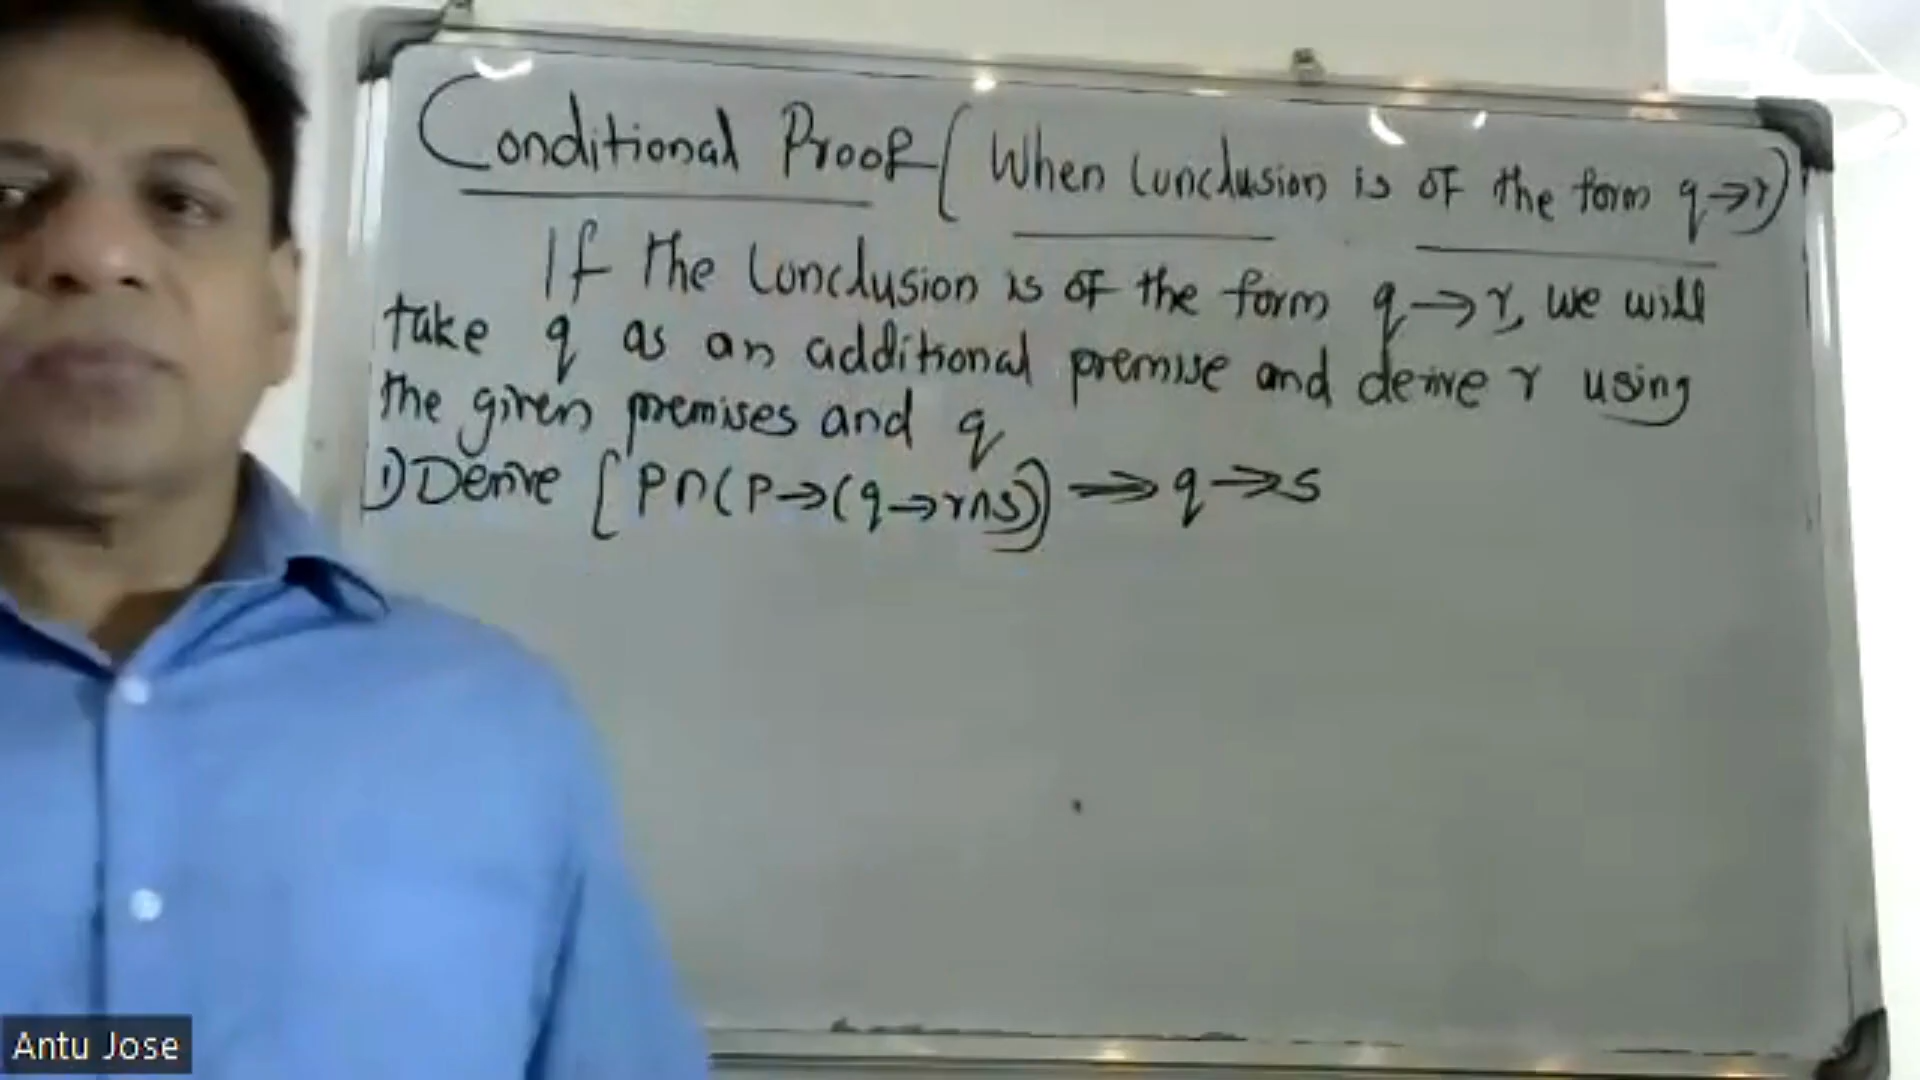 Conditional Proof (When Conclusion is of the form q→r)
If the Conclusion is of the form q→r, we will
take q as an additional premise and derive r using
the given premises and q
1) Derive [P∩(P→(q→r∩s))] ⟹ q→s
Antu Jose